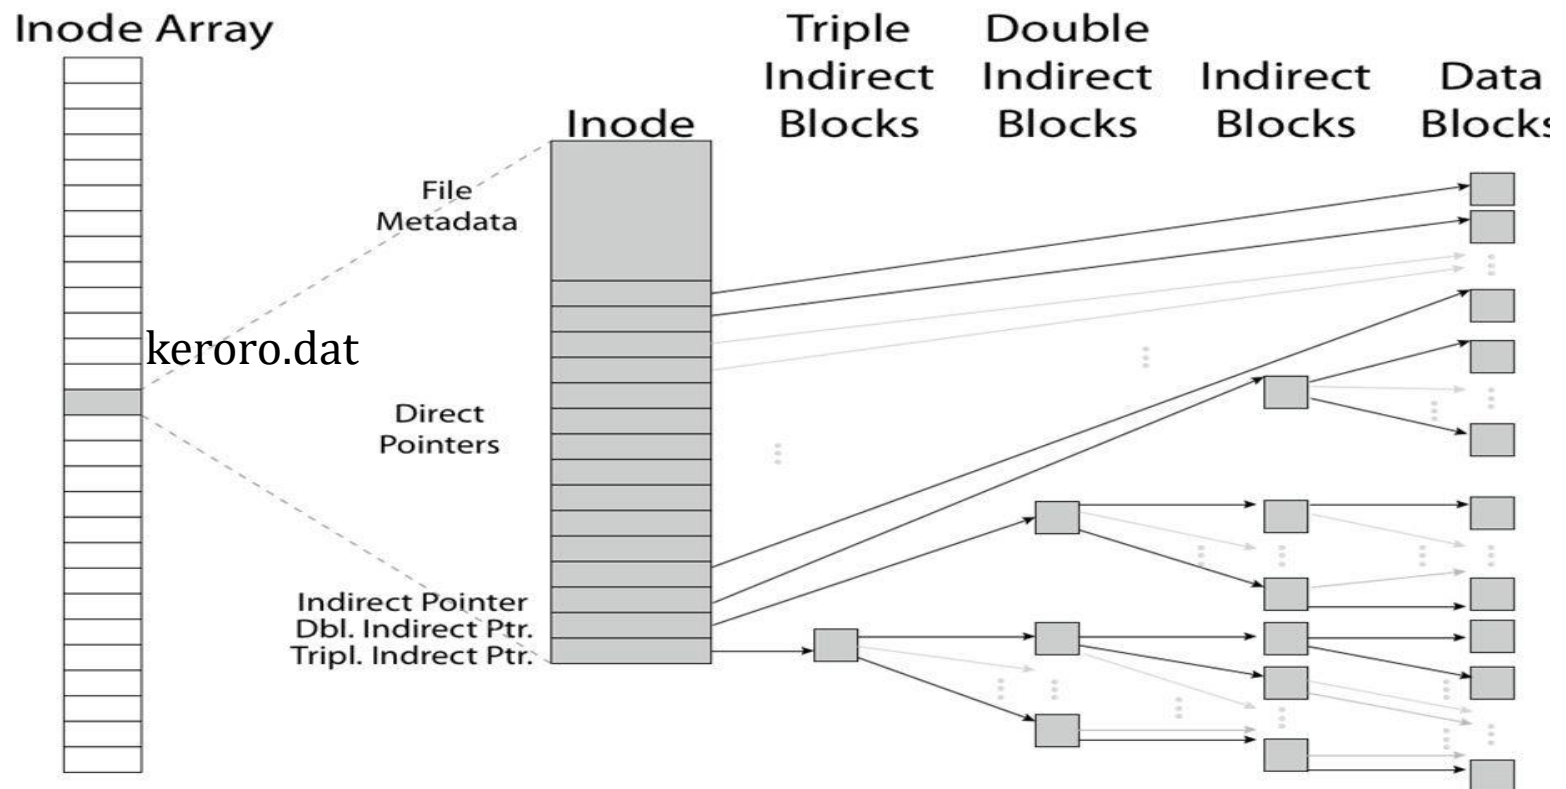 Inode Array
Triple
Indirect
Blocks
Double
Indirect
Blocks
Indirect
Blocks
Data
Blocks
Inode
File
Metadata
keroro.dat
Direct
Pointers
Indirect Pointer
Dbl. Indirect Ptr.
Tripl. Indrect Ptr.